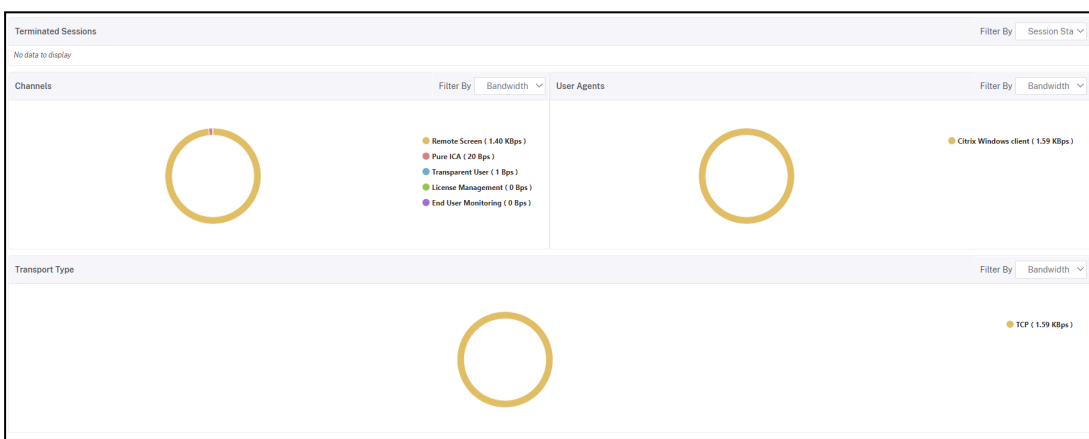 Terminated Sessions
Filter By Session Sta
No data to display
Channels
Filter By Bandwidth
Remote Screen ( 1.40 KBps )
Pure ICA ( 20 Bps )
Transparent User ( 1 Bps )
License Management ( 0 Bps )
End User Monitoring ( 0 Bps )
User Agents
Filter By Bandwidth
Citrix Windows client ( 1.59 KBps )
Transport Type
Filter By Bandwidth
TCP ( 1.59 KBps )